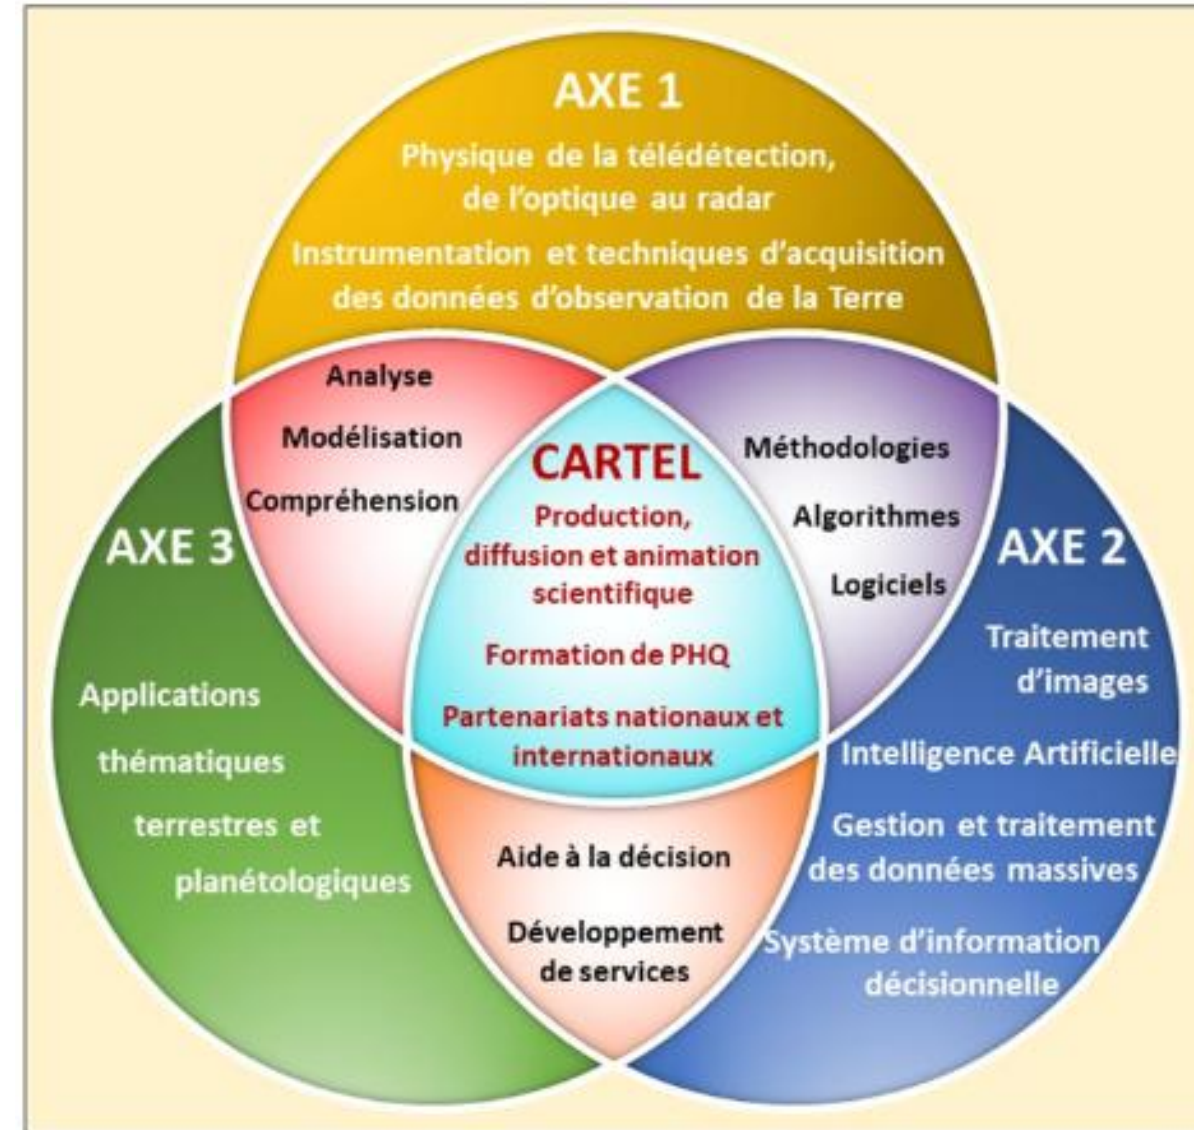 AXE 1
Physique de la télédétection,
de l'optique au radar
Instrumentation et techniques d'acquisition
des données d'observation de la Terre
Analyse
Modélisation
Compréhension
CARTEL
Production,
diffusion et animation
scientifique
Formation de PHQ
Partenariats nationaux et
internationaux
Méthodologies
Algorithmes
Logiciels
AXE 3
Applications
thématiques
terrestres et
planétologiques
AXE 2
Traitement
d'images
Intelligence Artificielle
Gestion et traitement
des données massives
Système d'information
décisionnelle
Aide à la décision
Développement
de services